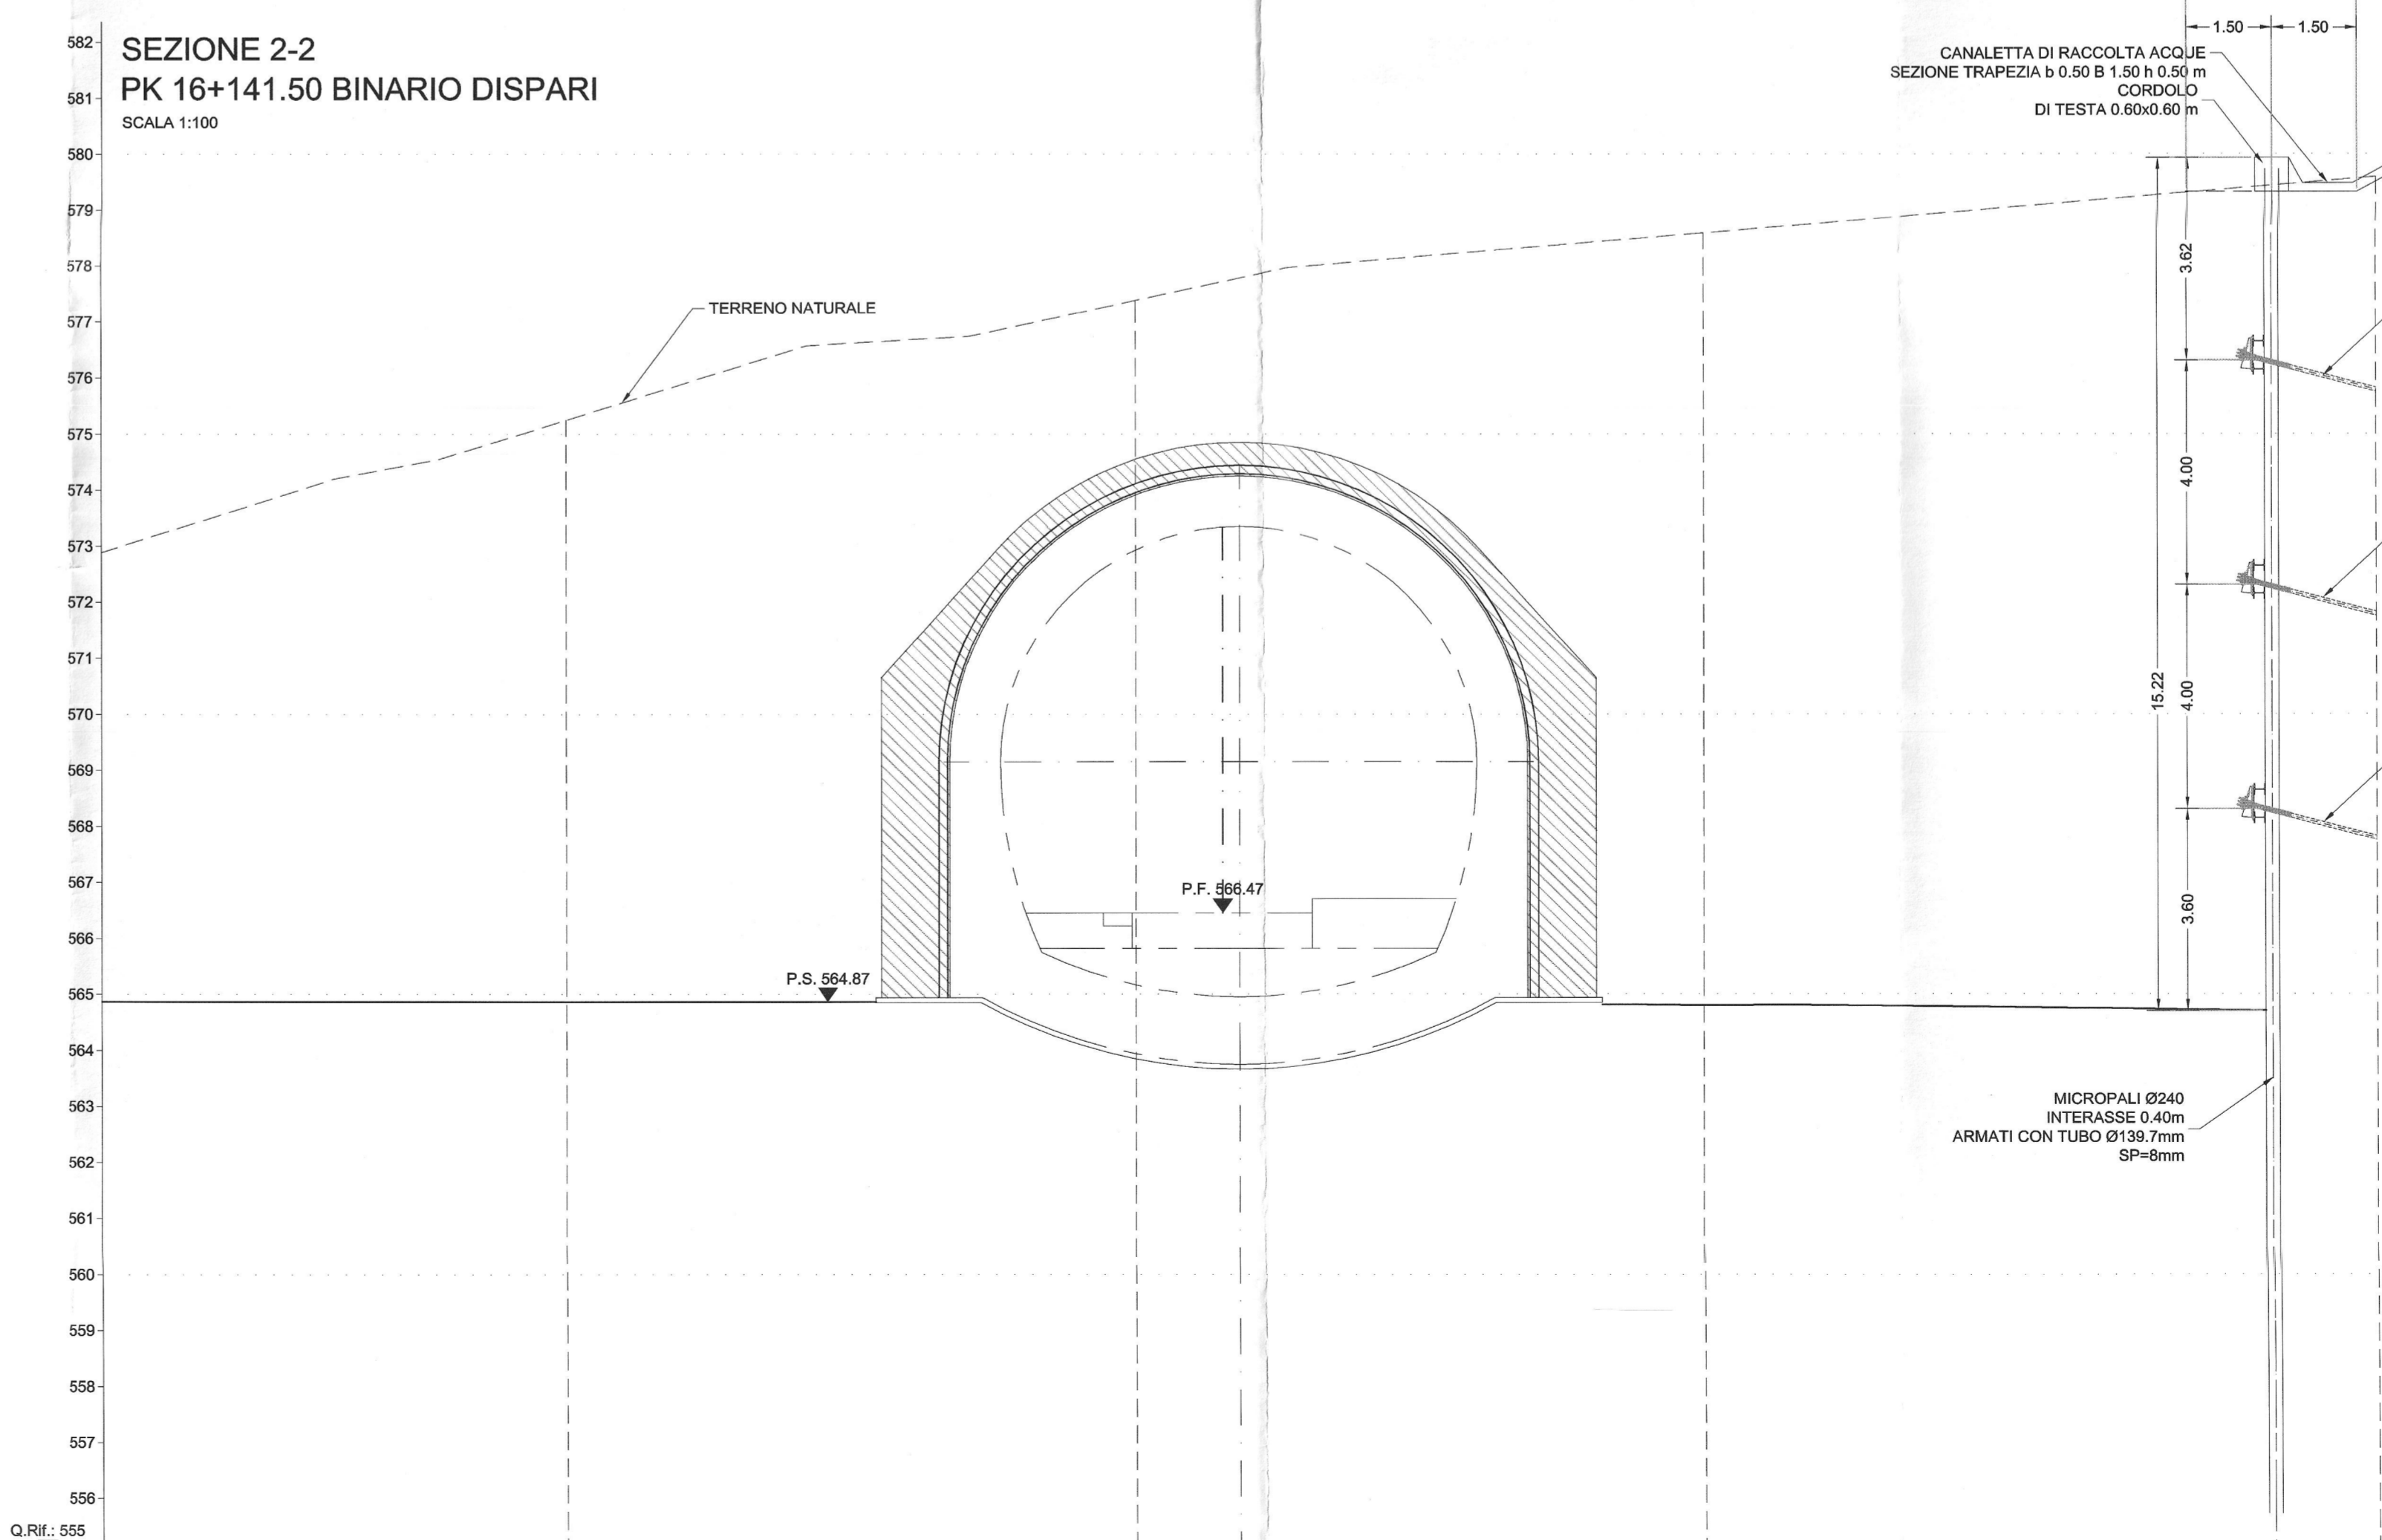 SEZIONE 2-2
PK 16+141.50 BINARIO DISPARI
SCALA 1:100
1.50
1.50
CANALETTA DI RACCOLTA ACQUE
SEZIONE TRAPEZIA b 0.50 B 1.50 h 0.50 m
CORDOLO
DI TESTA 0.60x0.60 m
582
581
580
579
578
577
576
575
574
573
572
571
570
569
568
567
566
565
564
563
562
561
560
559
558
557
556
Q.Rif.: 555
TERRENO NATURALE
3.62
4.00
4.00
15.22
3.60
P.F. 566.47
P.S. 564.87
MICROPALI Ø240
INTERASSE 0.40m
ARMATI CON TUBO Ø139.7mm
SP=8mm